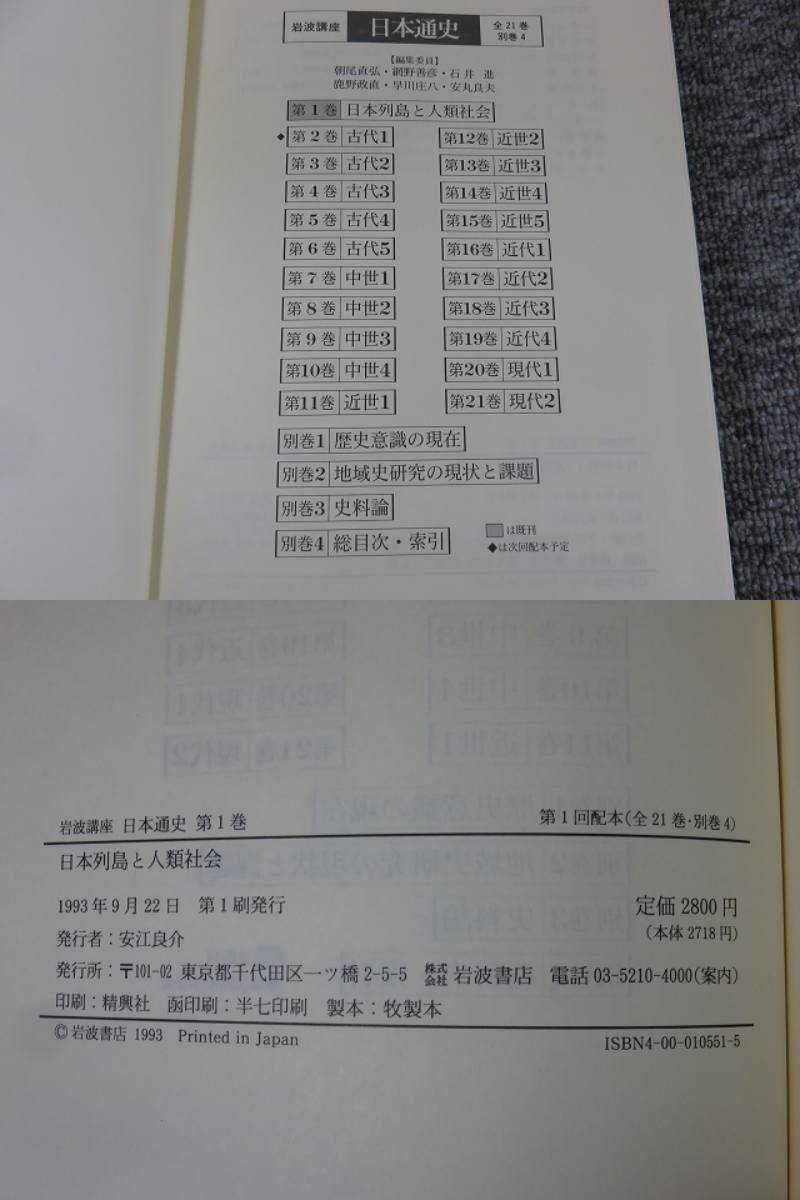 岩波講座 日本通史 全21巻 別巻4
【編集委員】
朝尾直弘・網野善彦・石井 進
鹿野政直・早川庄八・安丸良夫
第1巻 日本列島と人類社会
◆第2巻 古代1
第3巻 古代2
第4巻 古代3
第5巻 古代4
第6巻 古代5
第7巻 中世1
第8巻 中世2
第9巻 中世3
第10巻 中世4
第11巻 近世1
第12巻 近世2
第13巻 近世3
第14巻 近世4
第15巻 近世5
第16巻 近代1
第17巻 近代2
第18巻 近代3
第19巻 近代4
第20巻 現代1
第21巻 現代2
別巻1 歴史意識の現在
別巻2 地域史研究の現状と課題
別巻3 史料論
別巻4 総目次・索引
は既刊
◆は次回配本予定
岩波講座 日本通史 第1巻 第1回配本(全21巻・別巻4)
日本列島と人類社会
1993年9月22日 第1刷発行 定価2800円
(本体2718円)
発行者:安江良介
発行所:〒101-02 東京都千代田区一ツ橋2-5-5 株式会社 岩波書店 電話03-5210-4000(案内)
印刷:精興社 函印刷:半七印刷 製本:牧製本
©岩波書店 1993 Printed in Japan ISBN4-00-010551-5